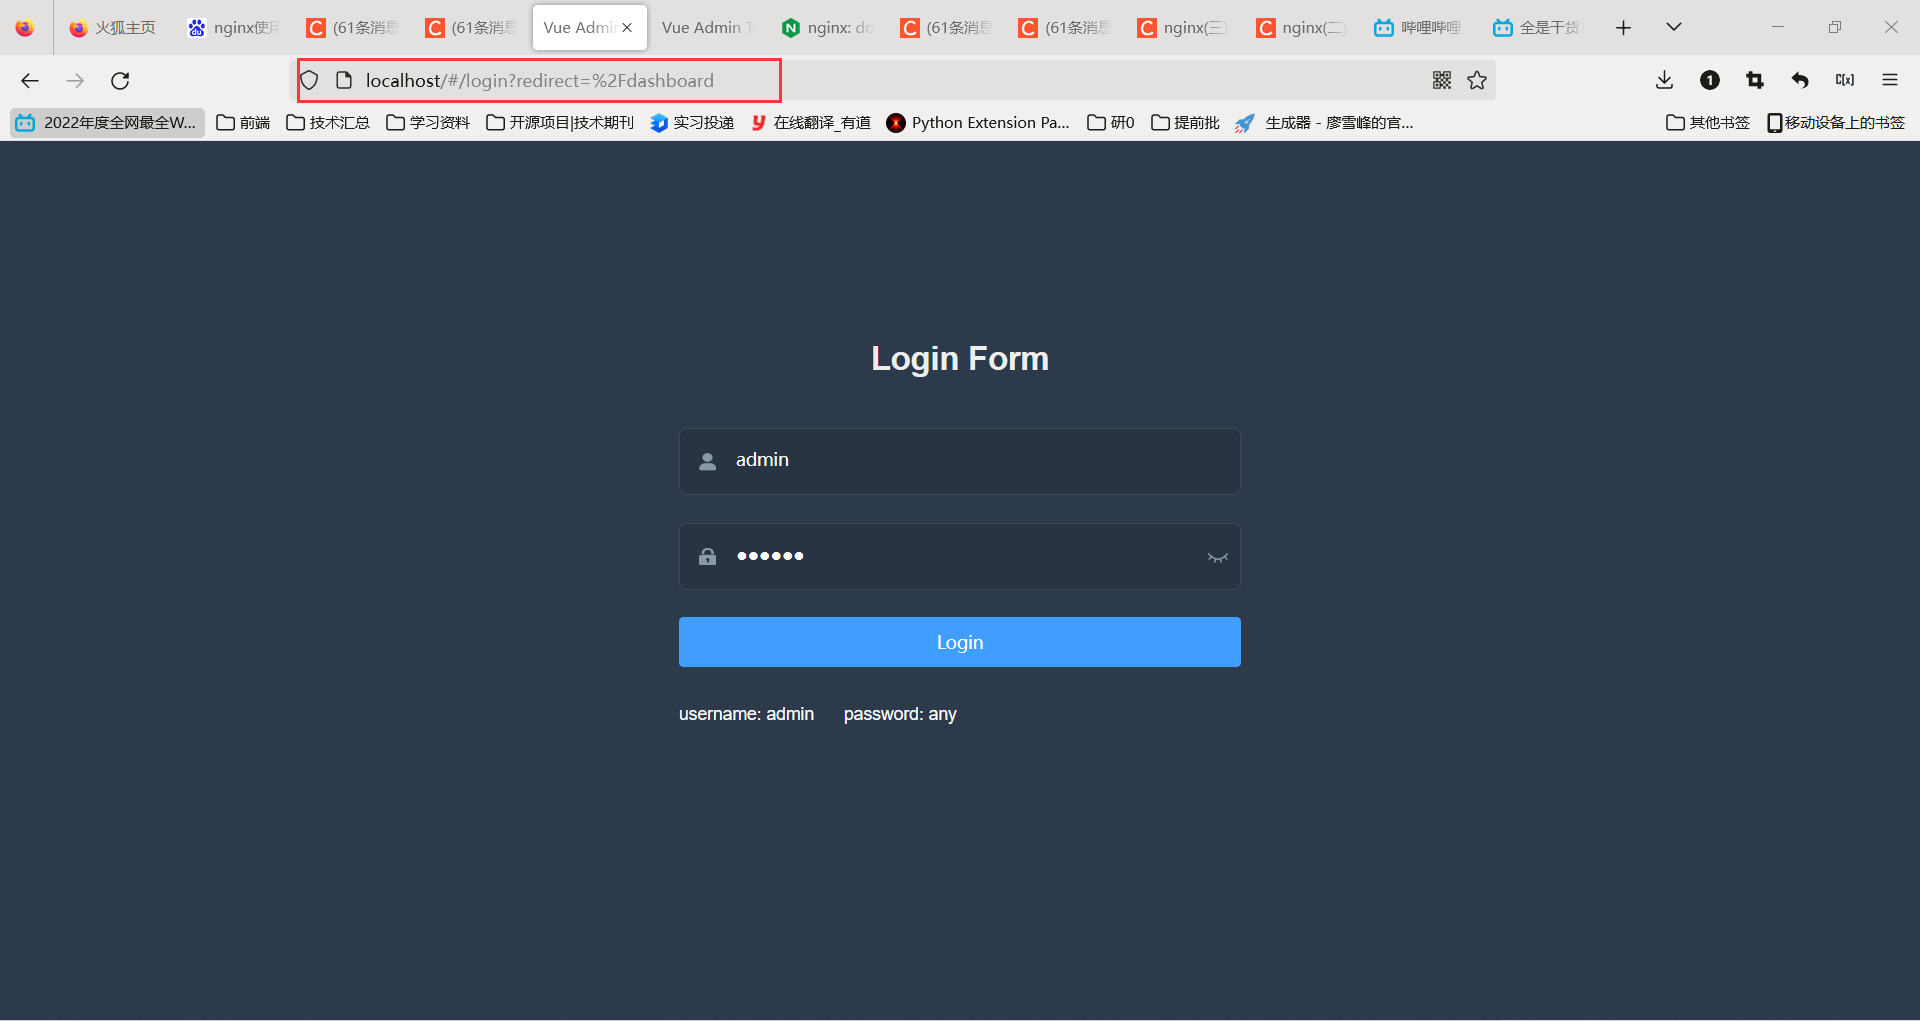 火狐主页
nginx使用
(61条消息
(61条消息
Vue Admi
Vue Admin T
nginx: do
(61条消息
(61条消息
nginx(三)
nginx(二)
哔哩哔哩
全是干货
localhost/#/login?redirect=%2Fdashboard
2022年度全网最全W...
前端
技术汇总
学习资料
开源项目|技术期刊
实习投递
在线翻译_有道
Python Extension Pa...
研0
提前批
生成器 - 廖雪峰的官...
其他书签
移动设备上的书签
Login Form
admin
●●●●●●
Login
username: admin password: any